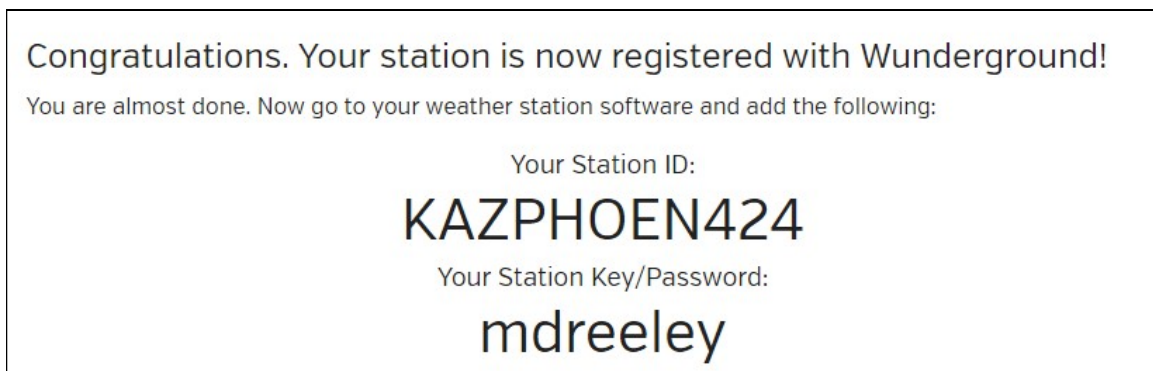 Congratulations. Your station is now registered with Wunderground!
You are almost done. Now go to your weather station software and add the following:
Your Station ID:
KAZPHOEN424
Your Station Key/Password:
mdreeley